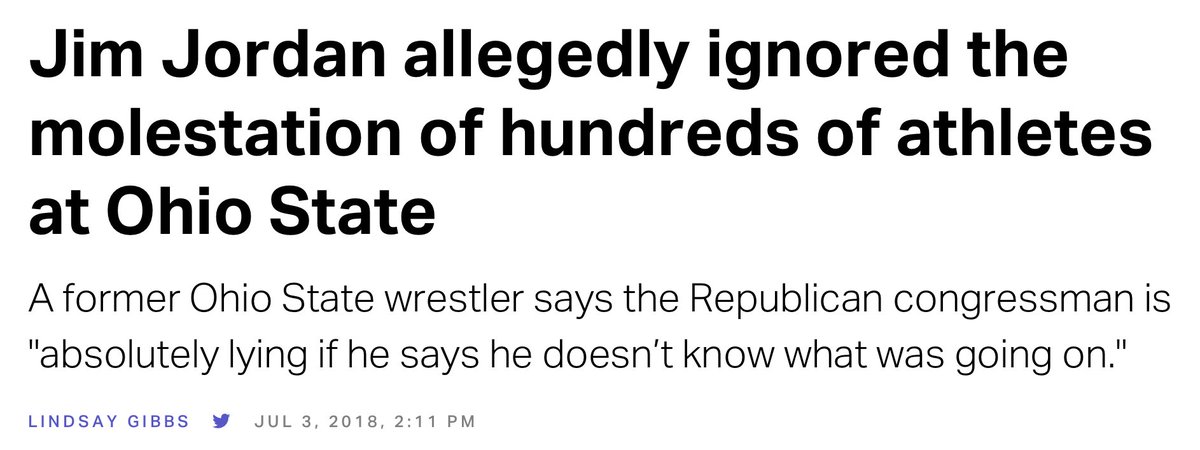 Jim Jordan allegedly ignored the
molestation of hundreds of athletes
at Ohio State
A former Ohio State wrestler says the Republican congressman is
"absolutely lying if he says he doesn’t know what was going on."
LINDSAY GIBBS JUL 3, 2018, 2:11 PM